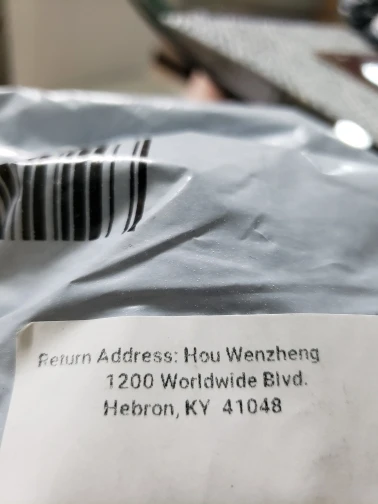 Return Address: Hou Wenzheng
1200 Worldwide Blvd.
Hebron, KY 41048